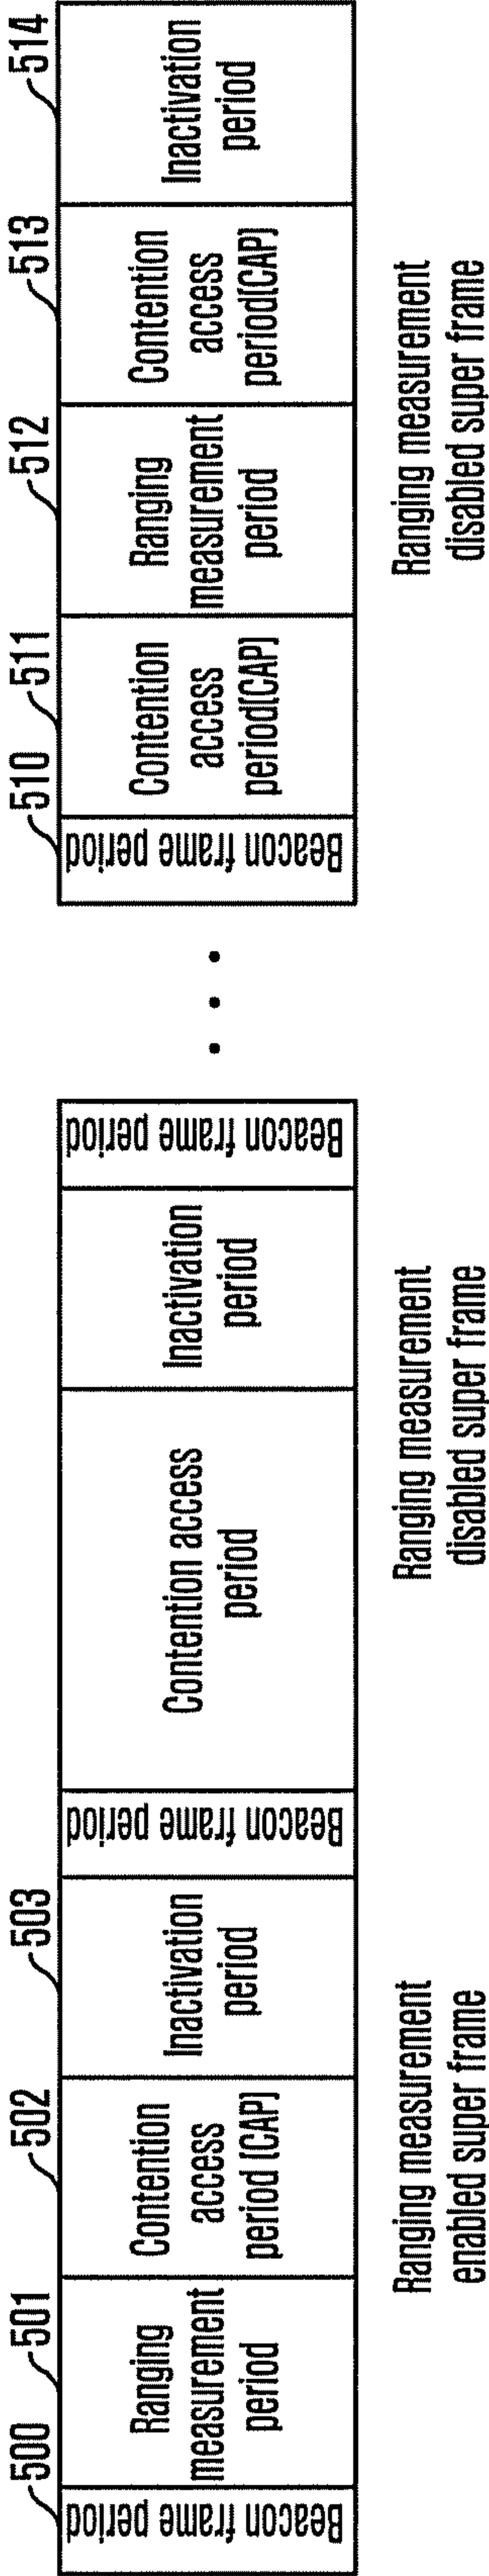 500
501
502
503
510
511
512
513
514
Beacon frame period
Ranging
measurement
period
Contention
access
period (CAP)
Inactivation
period
Beacon frame period
Contention access
period
Inactivation
period
Beacon frame period
Beacon frame period
Contention
access
period(CAP)
Ranging
measurement
period
Contention
access
period(CAP)
Inactivation
period
Ranging measurement
enabled super frame
Ranging measurement
disabled super frame
Ranging measurement
disabled super frame